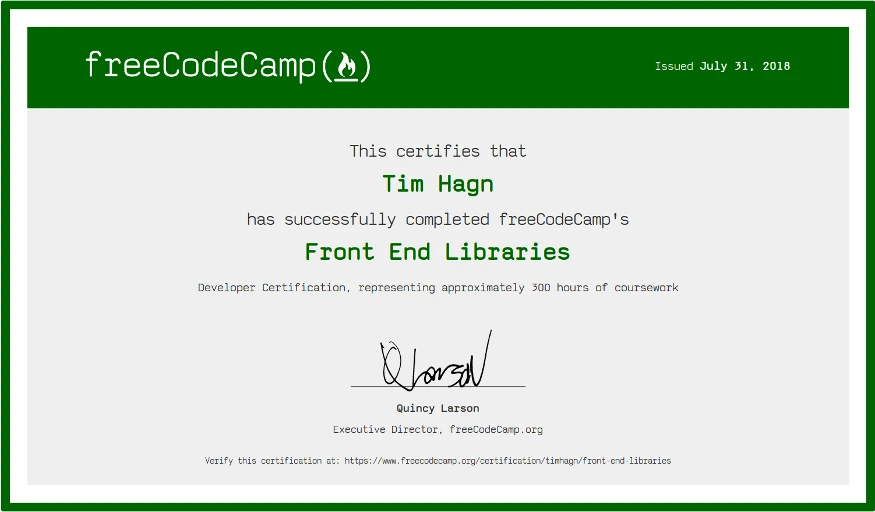 freeCodeCamp(🔥)
Issued July 31, 2018
This certifies that
Tim Hagn
has successfully completed freeCodeCamp's
Front End Libraries
Developer Certification, representing approximately 300 hours of coursework
Q Larson
Quincy Larson
Executive Director, freeCodeCamp.org
Verify this certification at: https://www.freecodecamp.org/certification/timhagn/front-end-libraries